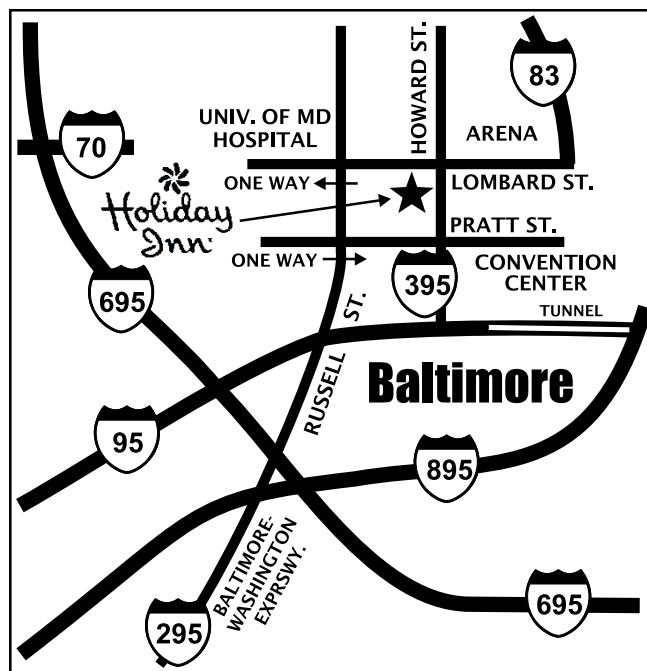 HOWARD ST.
83
UNIV. OF MD
HOSPITAL
ARENA
70
ONE WAY
LOMBARD ST.
Holiday
Inn
PRATT ST.
ONE WAY
CONVENTION
CENTER
395
695
TUNNEL
RUSSELL ST.
Baltimore
95
895
BALTIMORE-
WASHINGTON
EXPRSWY.
295
695